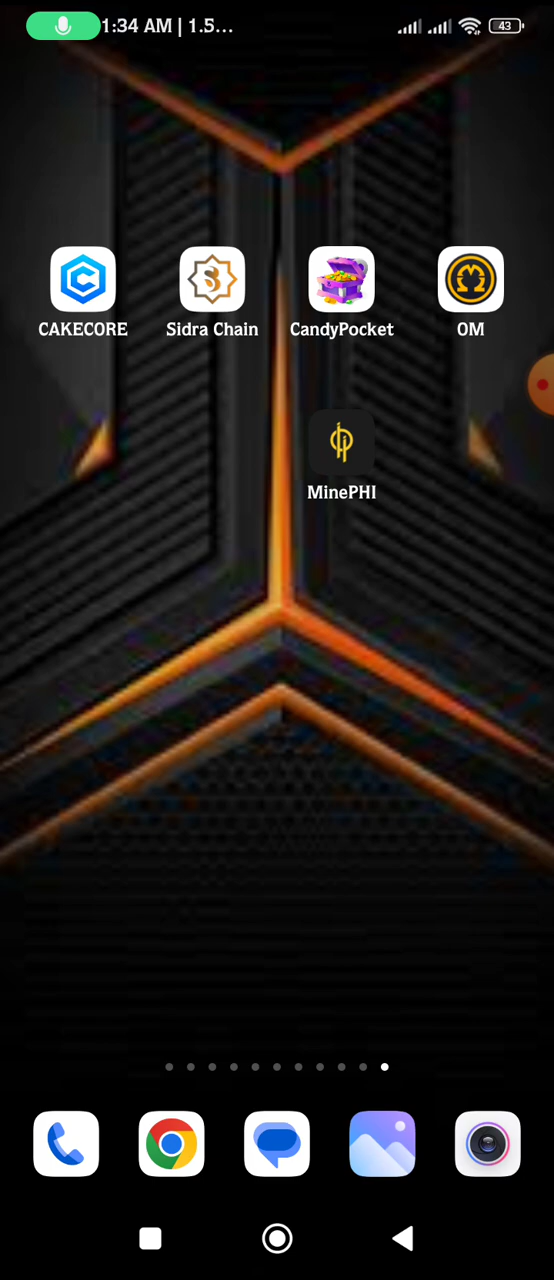 1:34 AM | 1.5...
43
CAKECORE
Sidra Chain
CandyPocket
OM
MinePHI